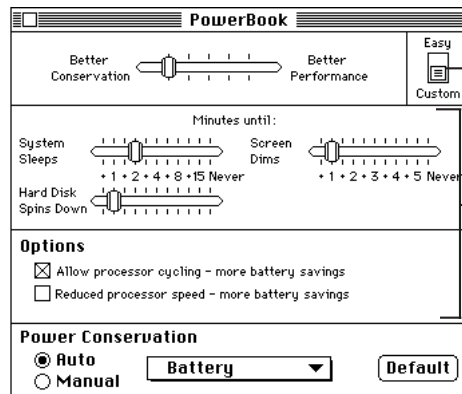 PowerBook
Better Conservation
Better Performance
Easy
Custom
Minutes until:
System Sleeps
Screen Dims
+ 1 + 2 + 4 + 8 +15 Never
+ 1 + 2 + 3 + 4 + 5 Never
Hard Disk Spins Down
Options
Allow processor cycling - more battery savings
Reduced processor speed - more battery savings
Power Conservation
Auto
Manual
Battery
Default